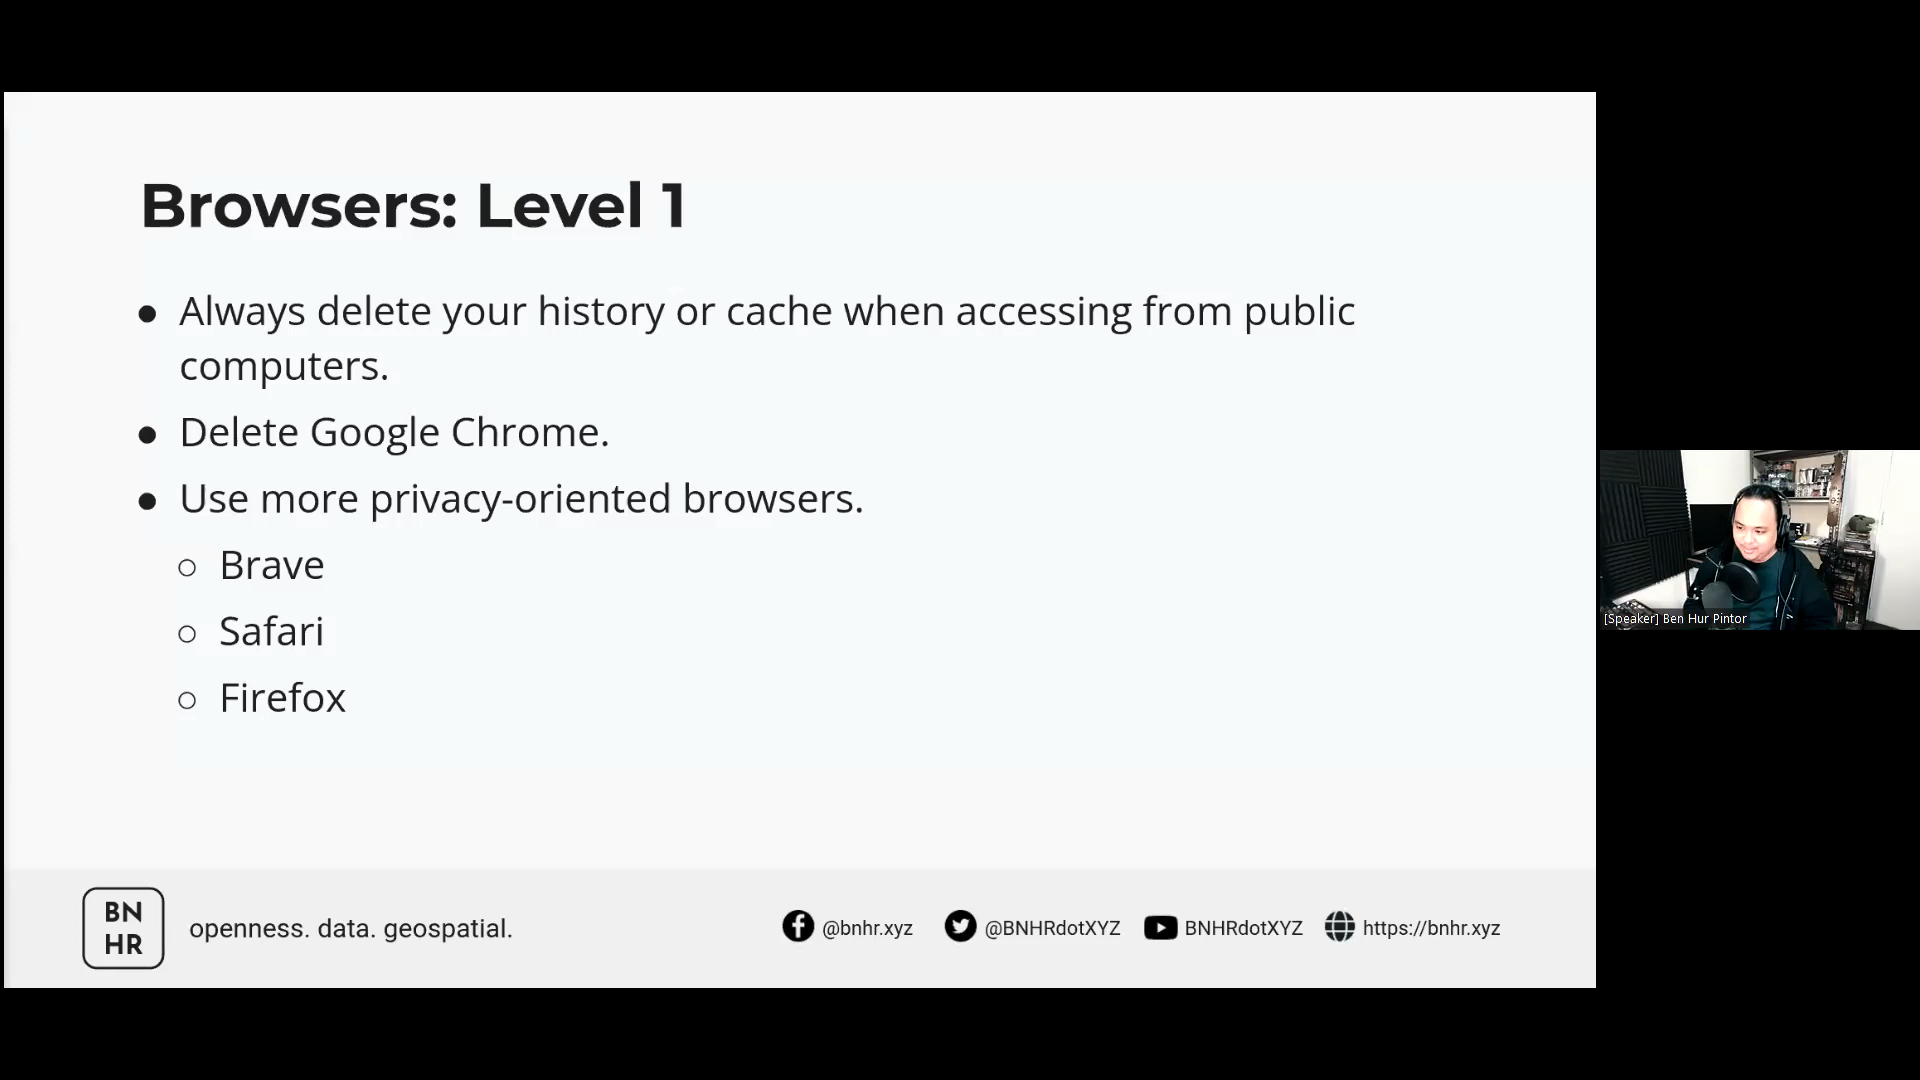 Browsers: Level 1
● Always delete your history or cache when accessing from public
computers.
● Delete Google Chrome.
● Use more privacy-oriented browsers.
○ Brave
○ Safari
○ Firefox
[Speaker] Ben Hur Pintor
BN
HR
openness. data. geospatial.
@bnhr.xyz
@BNHRdotXYZ
BNHRdotXYZ
https://bnhr.xyz